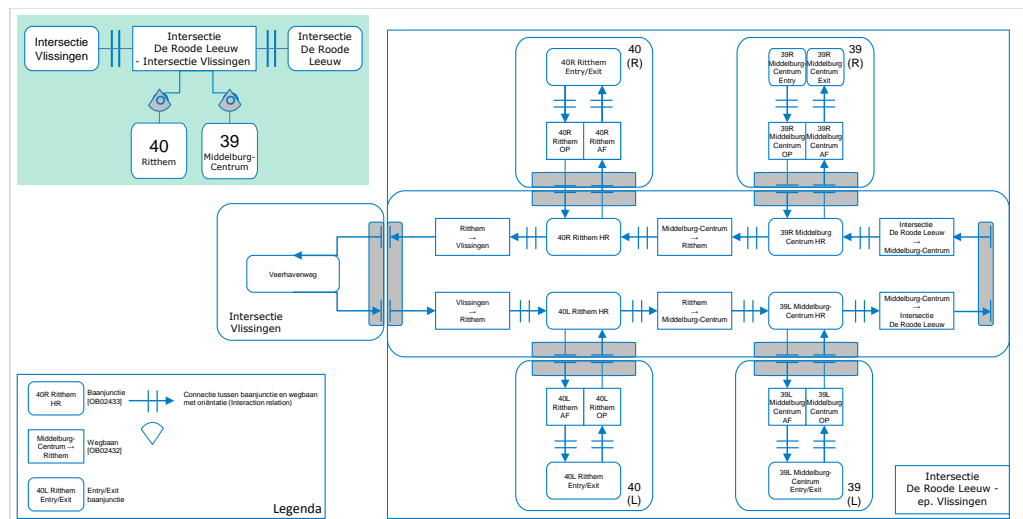 Intersectie
Vlissingen
Intersectie
De Roode Leeuw
- Intersectie Vlissingen
Intersectie
De Roode
Leeuw
40
Ritthem
39
Middelburg-
Centrum
40
(R)
40R Ritthem
Entry/Exit
40R
Ritthem
OP
40R
Ritthem
AF
39
(R)
39R
Middelburg-
Centrum
Entry
39R
Middelburg
Centrum
Exit
39R
Middelburg
Centrum
OP
39R
Middelburg
Centrum
AF
Ritthem
→
Vlissingen
40R Ritthem HR
Middelburg-Centrum
→
Ritthem
39R Middelburg
Centrum HR
Intersectie
De Roode Leeuw
→
Middelburg-Centrum
Veerhavenweg
Intersectie
Vlissingen
Vlissingen
→
Ritthem
40L Ritthem HR
Ritthem
→
Middelburg-Centrum
39L Middelburg-
Centrum HR
Middelburg-Centrum
→
Intersectie
De Roode Leeuw
40L
Ritthem
AF
40L
Ritthem
OP
40L Ritthem
Entry/Exit
40
(L)
39L
Middelburg
Centrum
AF
39L
Middelburg
Centrum
OP
39L Middelburg-
Centrum
Entry/Exit
39
(L)
Intersectie
De Roode Leeuw -
ep. Vlissingen
40R Ritthem
HR
Baanjunctie
[OB02433]
Connectie tussen baanjunctie en wegbaan
met oriëntatie (Interaction relation)
Middelburg-
Centrum →
Ritthem
Wegbaan
[OB02432]
40L Ritthem
Entry/Exit
Entry/Exit
baanjunctie
Legenda